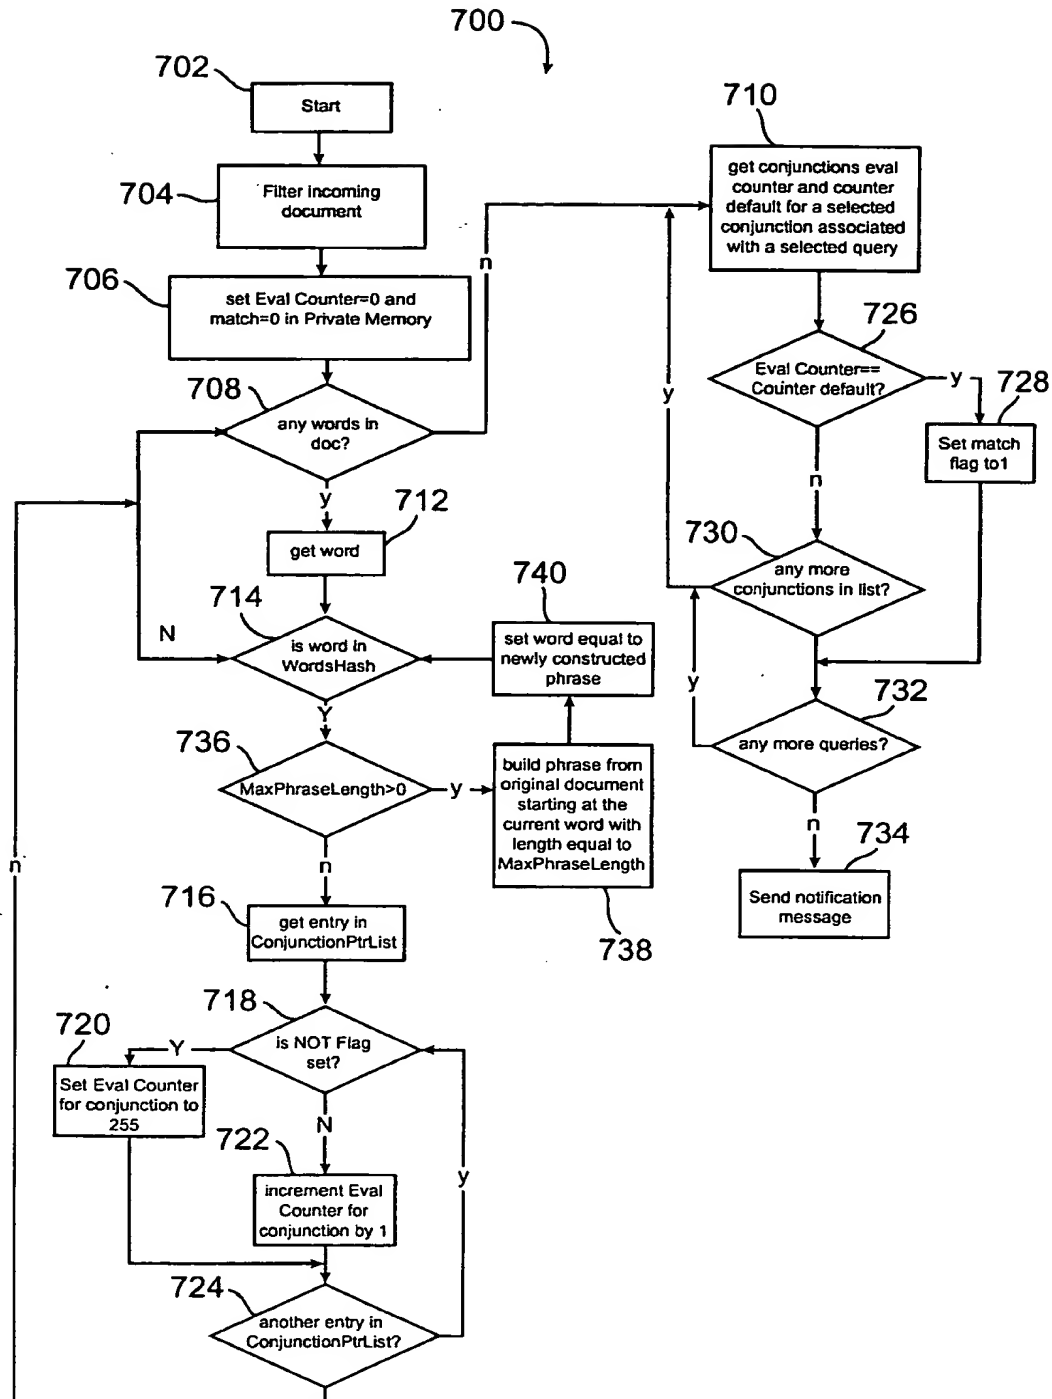 700
702
Start
704
Filter incoming
document
706
set Eval Counter=0 and
match=0 in Private Memory
708
any words in
doc?
n
y
712
get word
714
N
is word in
WordsHash
Y
740
set word equal to
newly constructed
phrase
736
MaxPhraseLength>0
y
build phrase from
original document
starting at the
current word with
length equal to
MaxPhraseLength
738
n
716
get entry in
ConjunctionPtrList
718
is NOT Flag
set?
Y
720
Set Eval Counter
for conjunction to
255
N
722
increment Eval
Counter for
conjunction by 1
y
724
another entry in
ConjunctionPtrList?
n
710
get conjunctions eval
counter and counter
default for a selected
conjunction associated
with a selected query
726
Eval Counter==
Counter default?
y
728
Set match
flag to1
n
730
any more
conjunctions in list?
y
732
any more queries?
y
n
734
Send notification
message